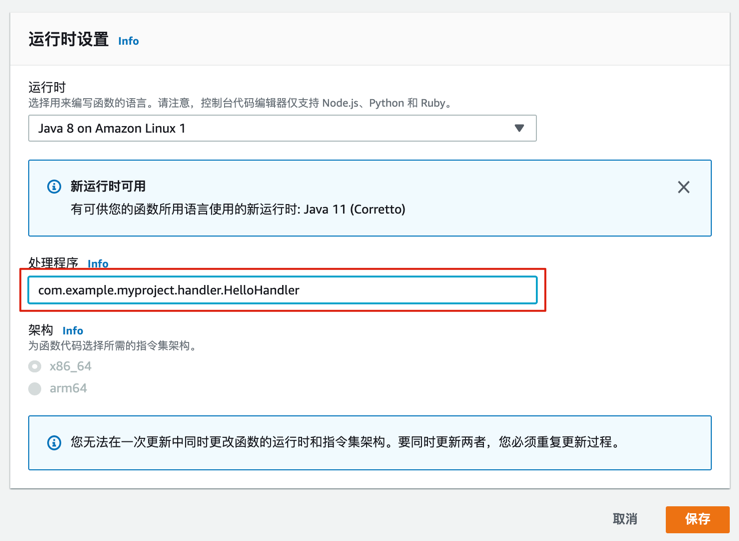 运行时设置 Info
运行时
选择用来编写函数的语言。请注意，控制台代码编辑器仅支持 Node.js、Python 和 Ruby。
Java 8 on Amazon Linux 1
新运行时可用
有可供您的函数所用语言使用的新运行时: Java 11 (Corretto)
处理程序 Info
com.example.myproject.handler.HelloHandler
架构 Info
为函数代码选择所需的指令集架构。
x86_64
arm64
您无法在一次更新中同时更改函数的运行时和指令集架构。要同时更新两者，您必须重复更新过程。
取消 保存